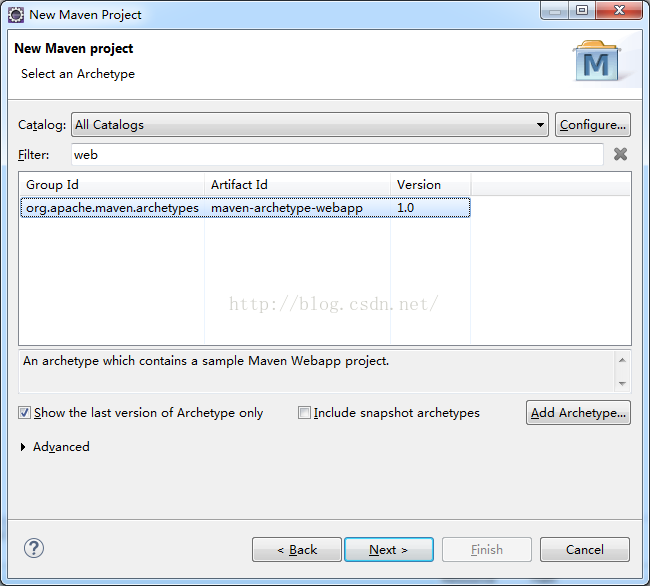 New Maven Project
New Maven project
Select an Archetype
M
Catalog: All Catalogs Configure...
Filter: web
Group Id Artifact Id Version
org.apache.maven.archetypes maven-archetype-webapp 1.0
http://blog.csdn.net/
An archetype which contains a sample Maven Webapp project.
Show the last version of Archetype only Include snapshot archetypes Add Archetype...
Advanced
? < Back Next > Finish Cancel